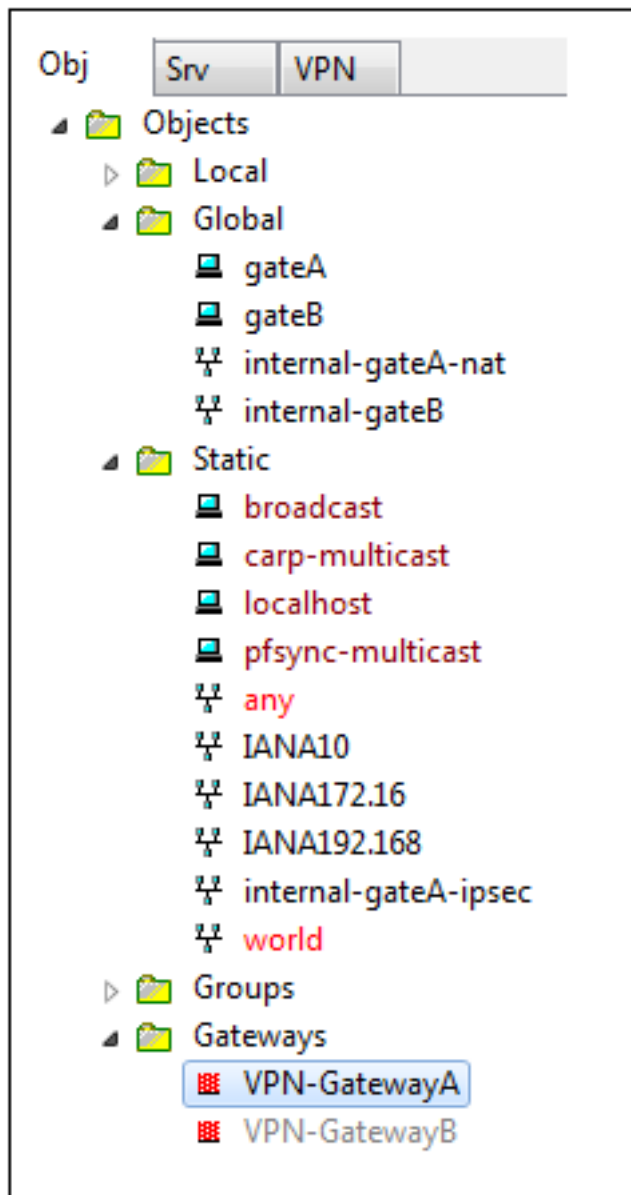 Obj Srv VPN
Objects
Local
Global
gateA
gateB
internal-gateA-nat
internal-gateB
Static
broadcast
carp-multicast
localhost
pfsync-multicast
any
IANA10
IANA172.16
IANA192.168
internal-gateA-ipsec
world
Groups
Gateways
VPN-GatewayA
VPN-GatewayB